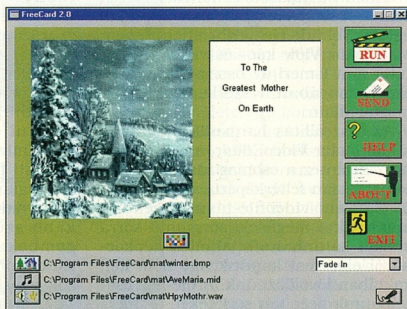 FreeCard 2.0
To The
Greatest Mother
On Earth
RUN
SEND
HELP
ABOUT
EXIT
C:\Program Files\FreeCard\mat\winter.bmp
Fade In
C:\Program Files\FreeCard\mat\AveMaria.mid
C:\Program Files\FreeCard\mat\HpyMothr.wav